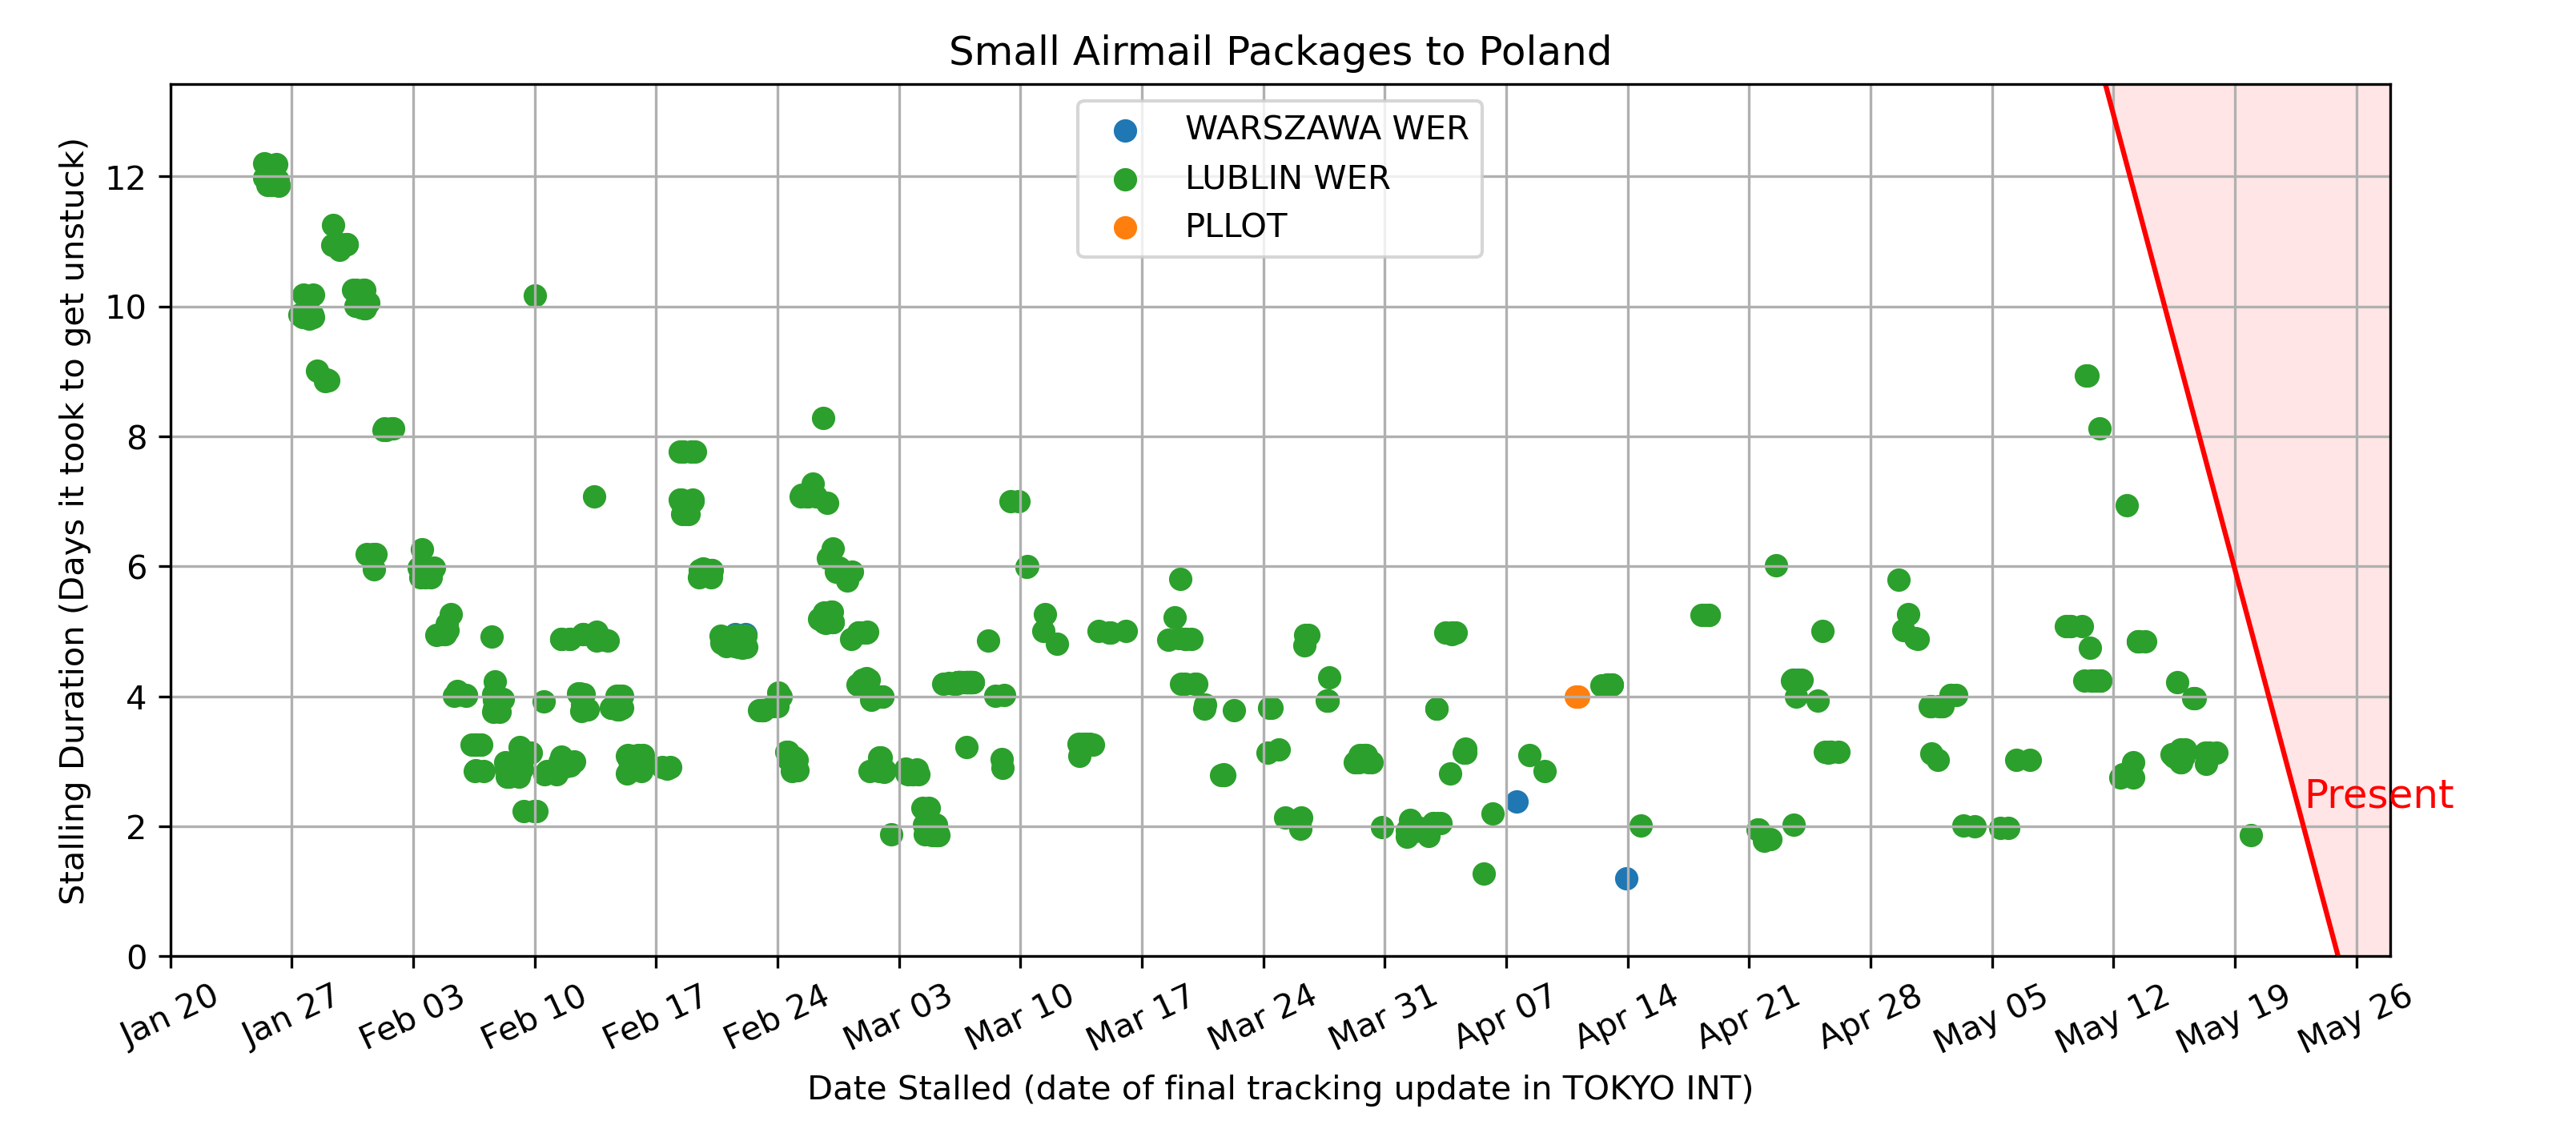 Small Airmail Packages to Poland
WARSZAWA WER
LUBLIN WER
PLLOT
Stalling Duration (Days it took to get unstuck)
12
10
8
6
4
2
0
Present
Jan 20
Jan 27
Feb 03
Feb 10
Feb 17
Feb 24
Mar 03
Mar 10
Mar 17
Mar 24
Mar 31
Apr 07
Apr 14
Apr 21
Apr 28
May 05
May 12
May 19
May 26
Date Stalled (date of final tracking update in TOKYO INT)